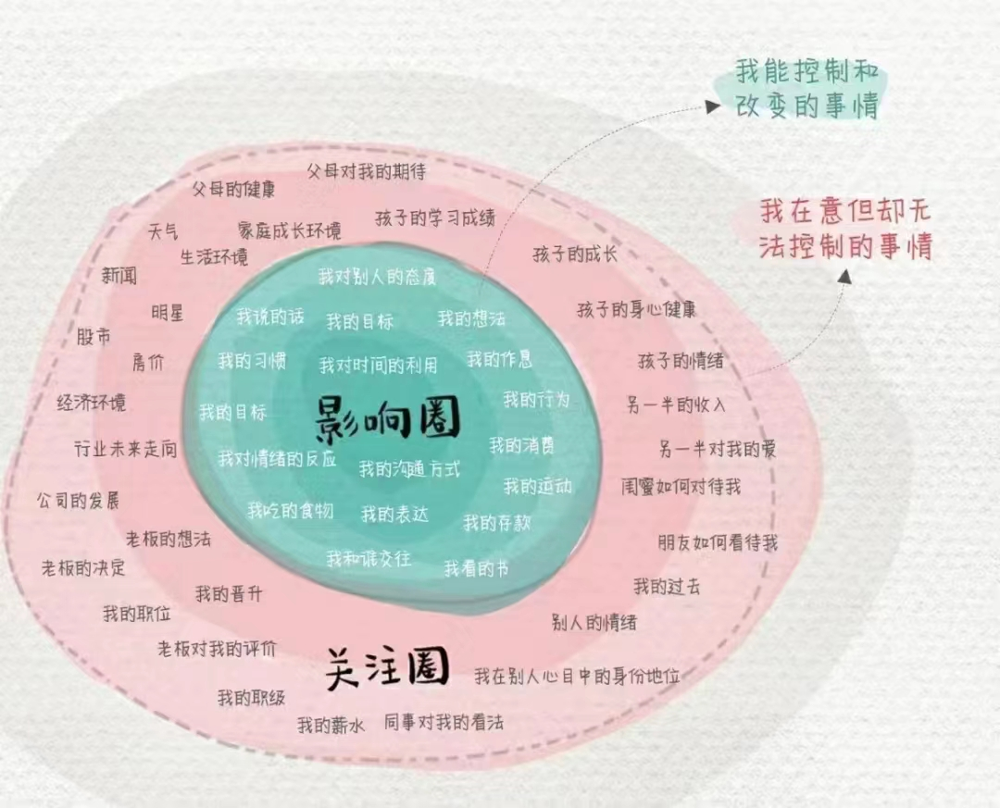 我能控制和
改变的事情
我在意但却无
法控制的事情
父母对我的期待
父母的健康
孩子的学习成绩
天气
家庭成长环境
生活环境
孩子的成长
新闻
明星
孩子的身心健康
股市
房价
孩子的情绪
经济环境
另一半的收入
行业未来走向
另一半对我的爱
闺蜜如何对待我
公司的发展
老板的想法
朋友如何看待我
老板的决定
我的过去
我的晋升
我的职位
别人的情绪
老板对我的评价
关注圈
我在别人心目中的身份地位
我的职级
我的薪水
同事对我的看法
我对别人的态度
我说的话
我的目标
我的想法
我的习惯
我对时间的利用
我的作息
我的目标
影响圈
我的行为
我对情绪的反应
我的沟通方式
我的消费
我的运动
我吃的食物
我的表达
我的存款
我和谁交往
我看的书